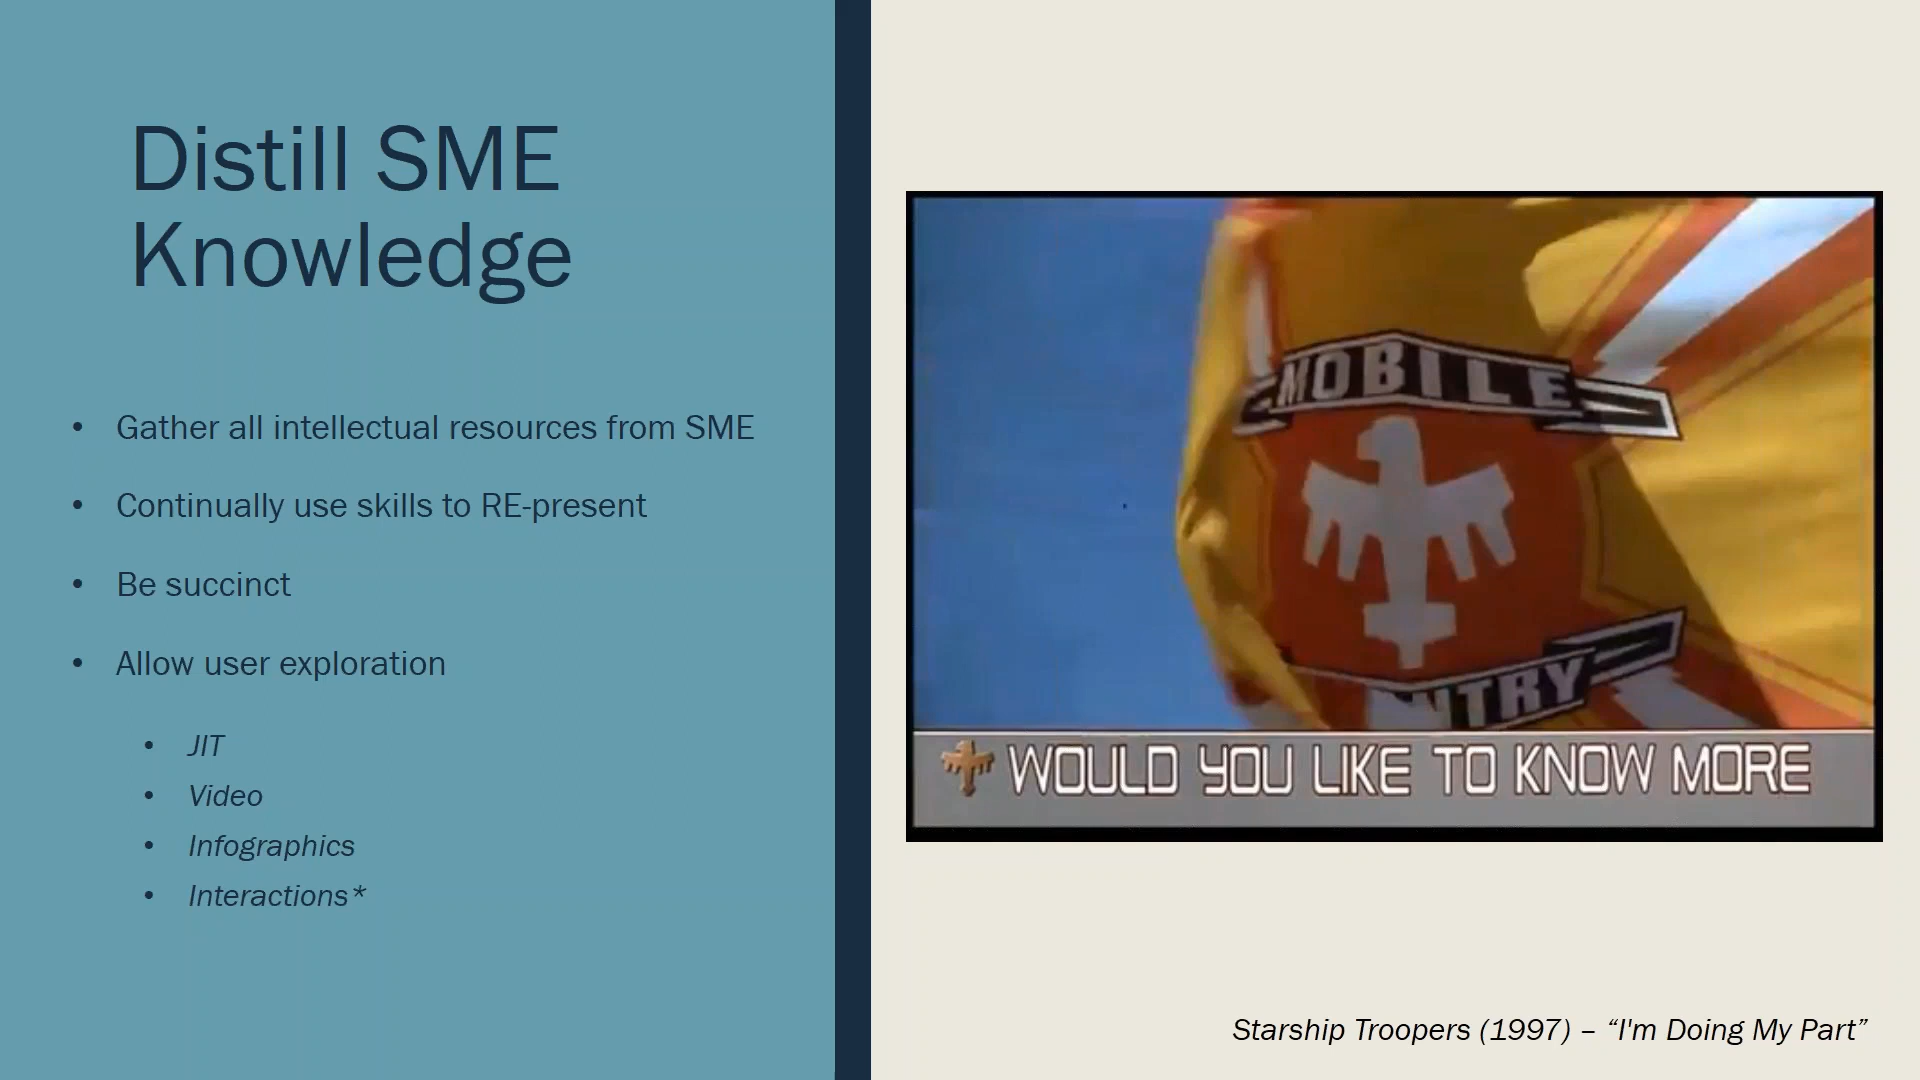 Distill SME
Knowledge
• Gather all intellectual resources from SME
• Continually use skills to RE-present
• Be succinct
• Allow user exploration
• JIT
• Video
• Infographics
• Interactions*
MOBILE
NTRY
WOULD YOU LIKE TO KNOW MORE
Starship Troopers (1997) – “I'm Doing My Part”